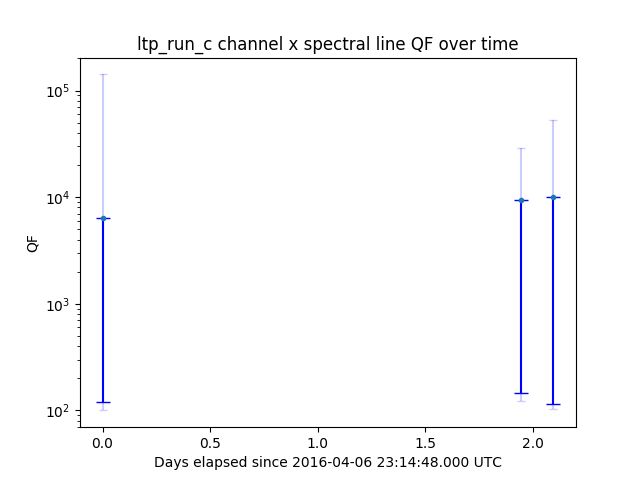 ltp_run_c channel x spectral line QF over time
10^5
10^4
10^3
10^2
QF
0.0 0.5 1.0 1.5 2.0
Days elapsed since 2016-04-06 23:14:48.000 UTC